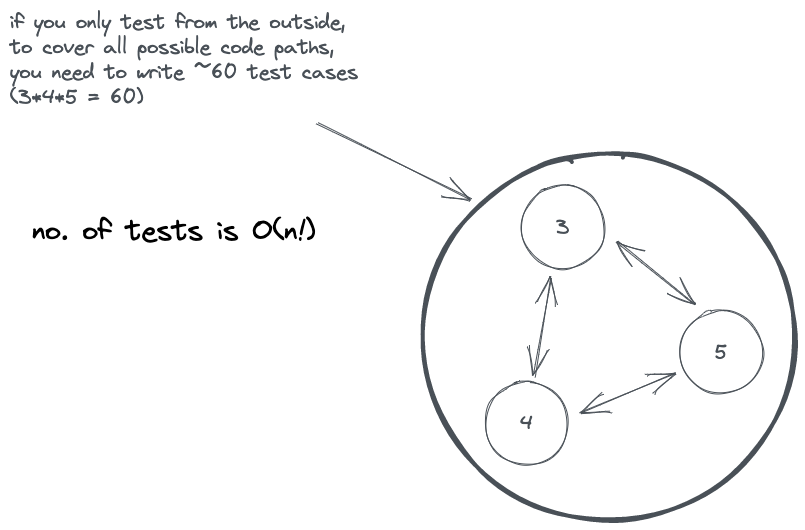 if you only test from the outside,
to cover all possible code paths,
you need to write ~60 test cases
(3*4*5 = 60)
no. of tests is O(n!)
3
5
4